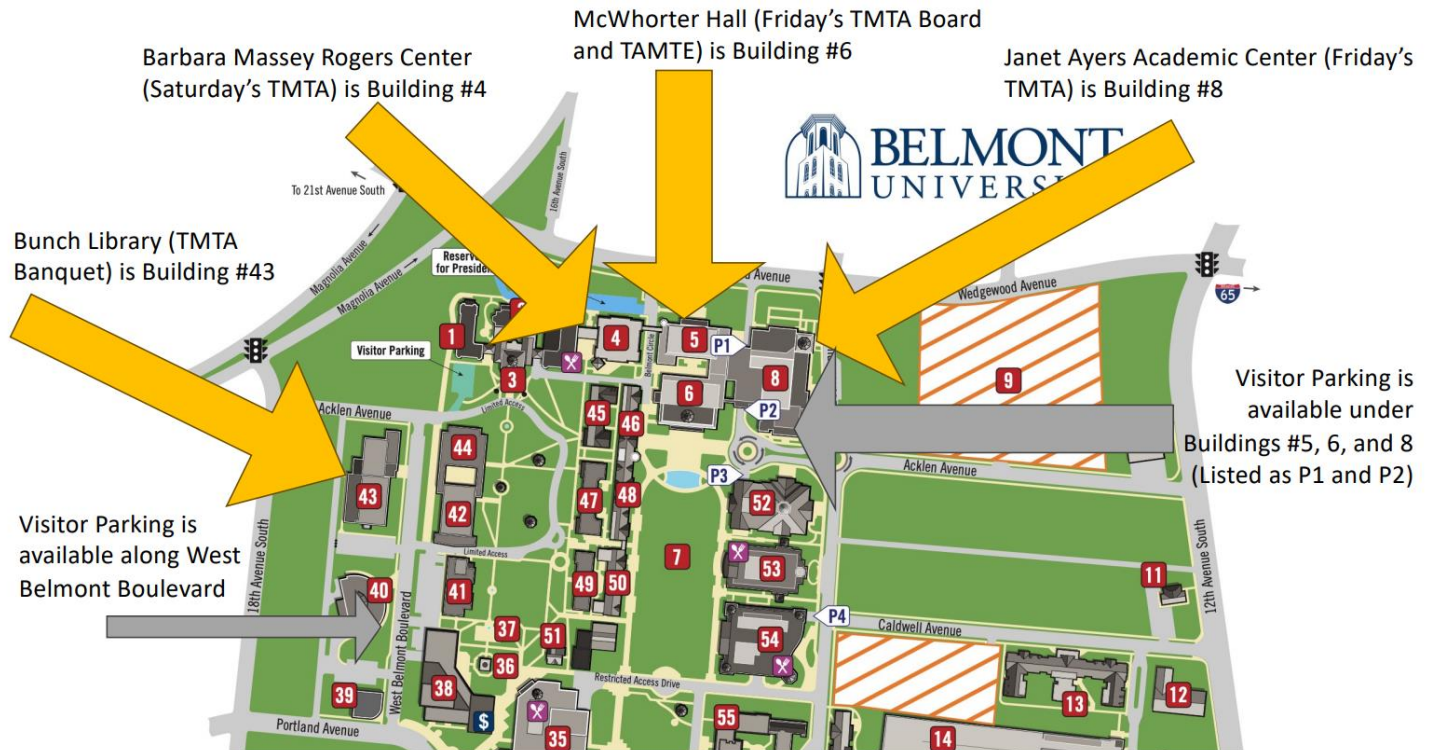 McWhorter Hall (Friday's TMTA Board
and TAMTE) is Building #6
Barbara Massey Rogers Center
(Saturday's TMTA) is Building #4
Janet Ayers Academic Center (Friday's
TMTA) is Building #8
BELMONT
To 21st Avenue South
16th Avenue South
Bunch Library (TMTA
Banquet) is Building #43
Magnolia Avenue
Magnolia Avenue
for
Avenue
Wedgewood Avenue
65
1
4
5
P1
Visitor Parking
Belmont Circle
3
8
9
6
P2
Visitor Parking is
available under
Buildings #5, 6, and 8
(Listed as P1 and P2)
Acklen Avenue
Limited Access
45
46
44
Acklen Avenue
P3
43
47
48
52
42
Visitor Parking is
available along West
Belmont Boulevard
18th Avenue South
Limited Access
7
53
12th Avenue South
11
40
41
49
50
West Belmont Boulevard
P4
Caldwell Avenue
37
51
54
36
Restricted Access Drive
39
38
13
12
$
35
55
14
Portland Avenue